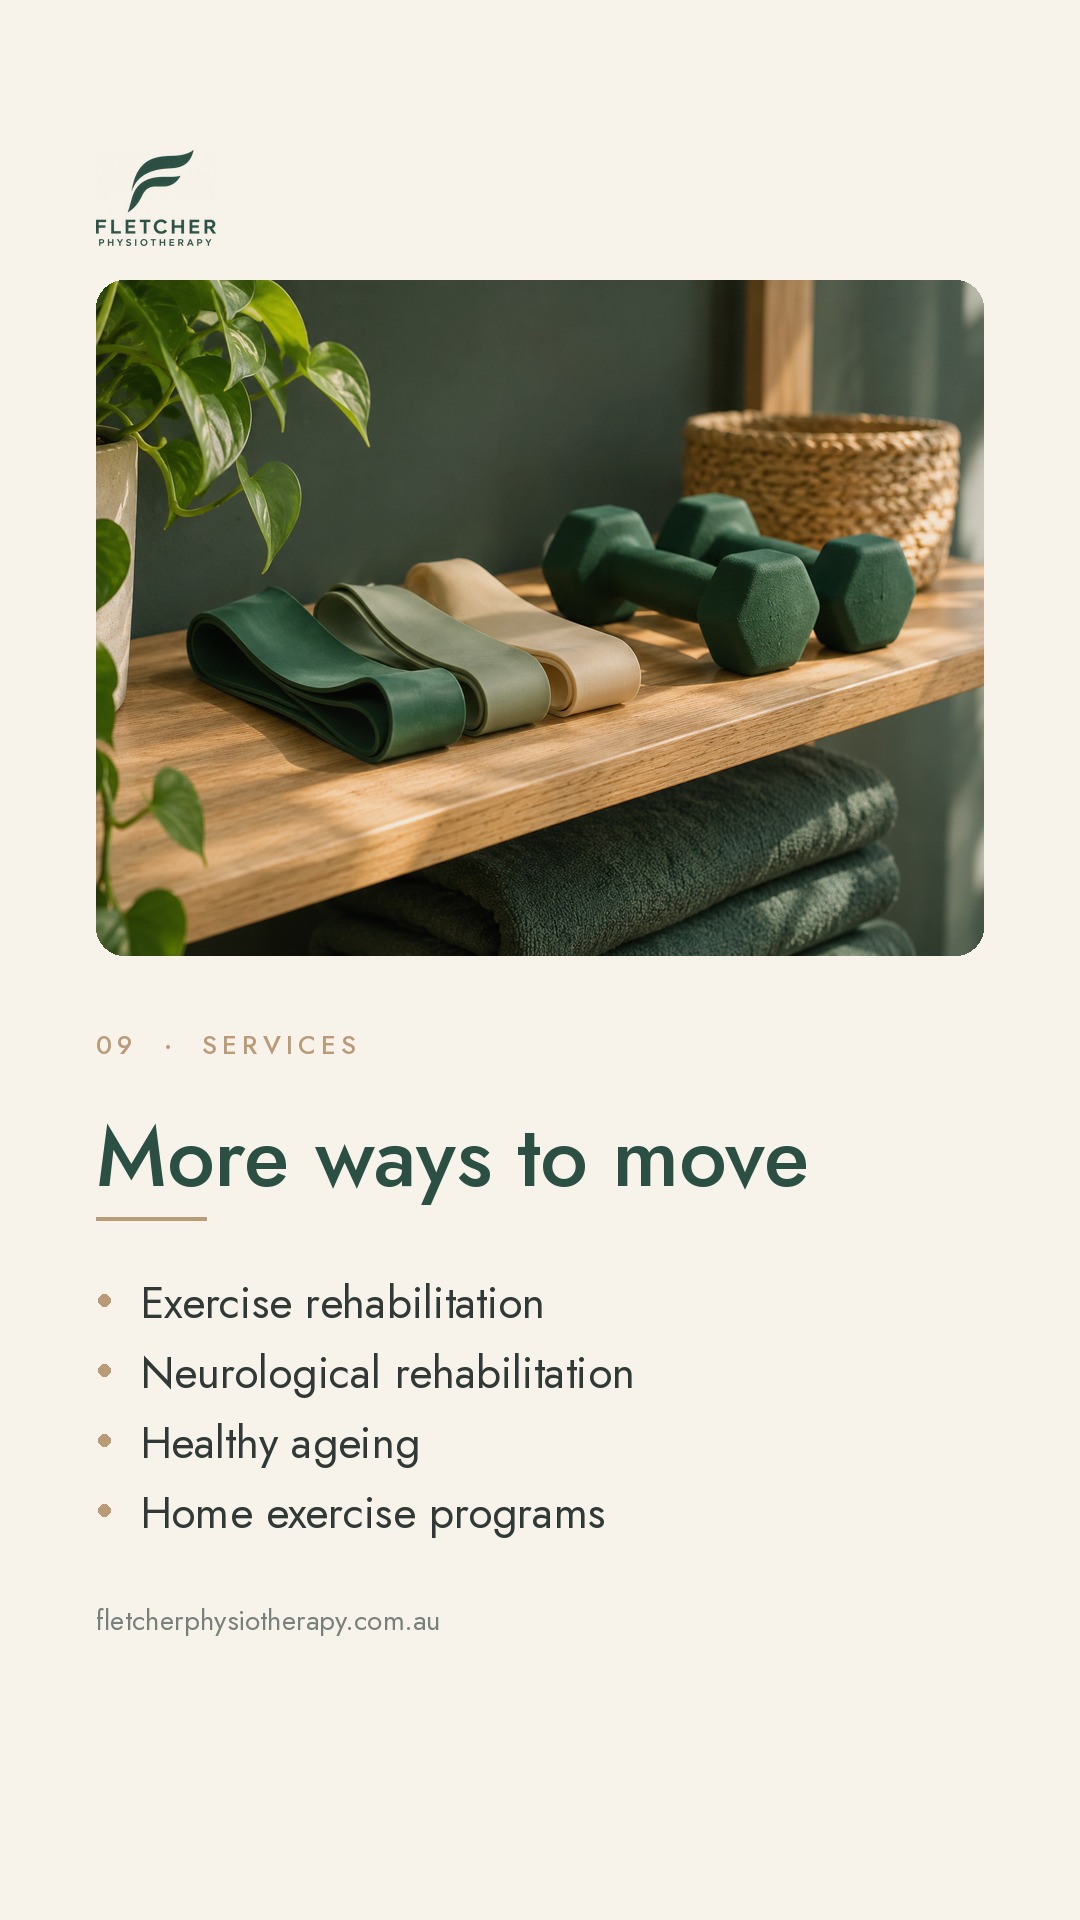 FLETCHER
PHYSIOTHERAPY
09 · SERVICES
More ways to move
• Exercise rehabilitation
• Neurological rehabilitation
• Healthy ageing
• Home exercise programs
fletcherphysiotherapy.com.au